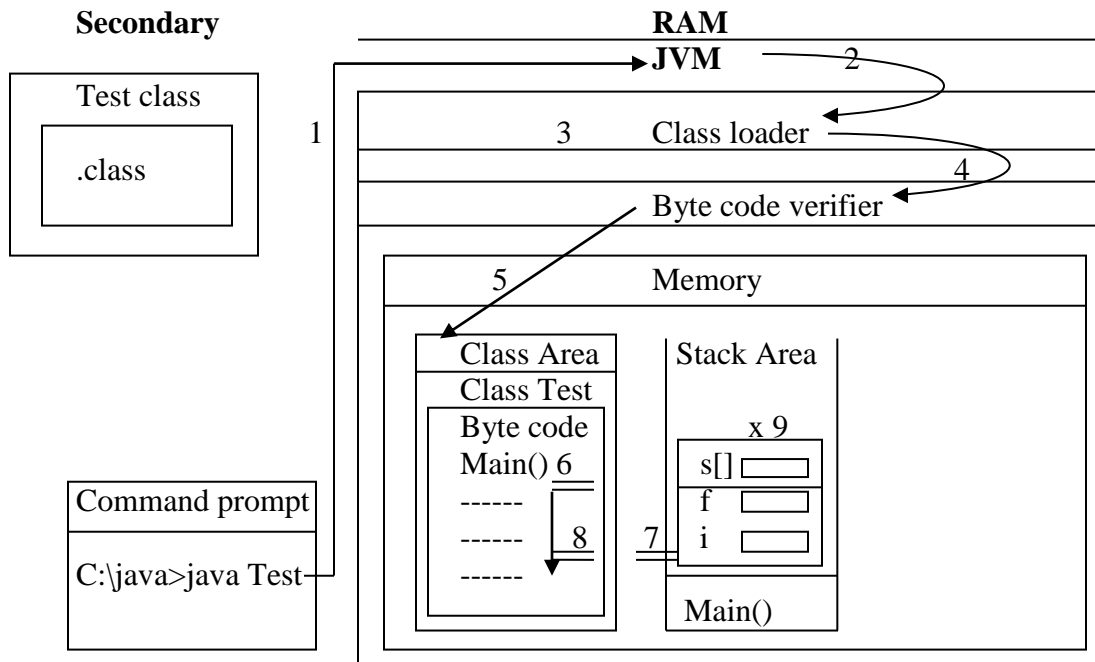 Secondary
RAM
JVM
2
Test class
.class
1
3
Class loader
4
Byte code verifier
5
Memory
Class Area
Class Test
Byte code
Main() 6
------
------
8
------
Stack Area
x 9
s[]
f
7
i
Main()
Command prompt
C:\java>java Test